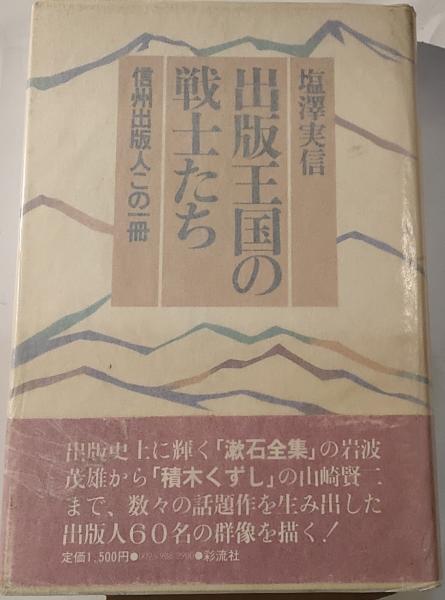 塩澤実信
出版王国の
戦士たち
信州出版人この一冊
出版史上に輝く「漱石全集」の岩波
茂雄から「積木くずし」の山崎賢二
まで、数々の話題作を生み出した
出版人60名の群像を描く！
定価1,500円●彩流社